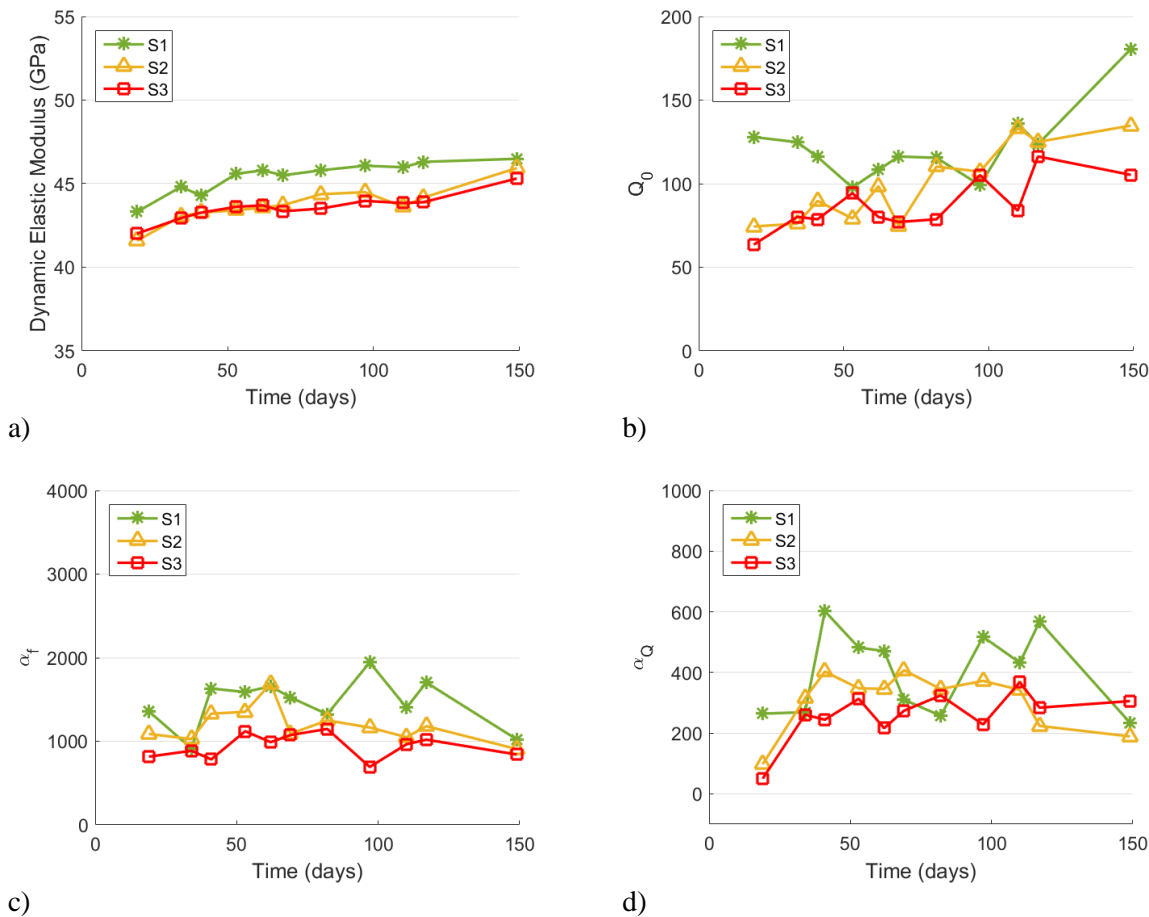 55
50
45
40
35
Dynamic Elastic Modulus (GPa)
S1
S2
S3
0
50
100
150
Time (days)
a)
200
150
100
50
0
Q0
S1
S2
S3
0
50
100
150
Time (days)
b)
4000
3000
2000
1000
0
αf
S1
S2
S3
0
50
100
150
Time (days)
c)
1000
800
600
400
200
0
αQ
S1
S2
S3
0
50
100
150
Time (days)
d)